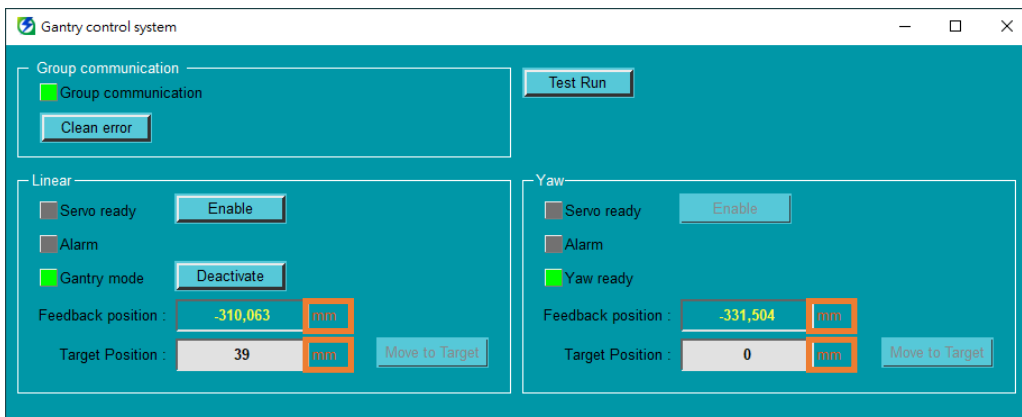 Gantry control system
Group communication
Group communication
Clean error
Test Run
Linear
Servo ready
Enable
Alarm
Gantry mode
Deactivate
Feedback position :
-310,063
mm
Target Position :
39
mm
Move to Target
Yaw
Servo ready
Enable
Alarm
Yaw ready
Feedback position :
-331,504
mm
Target Position :
0
mm
Move to Target